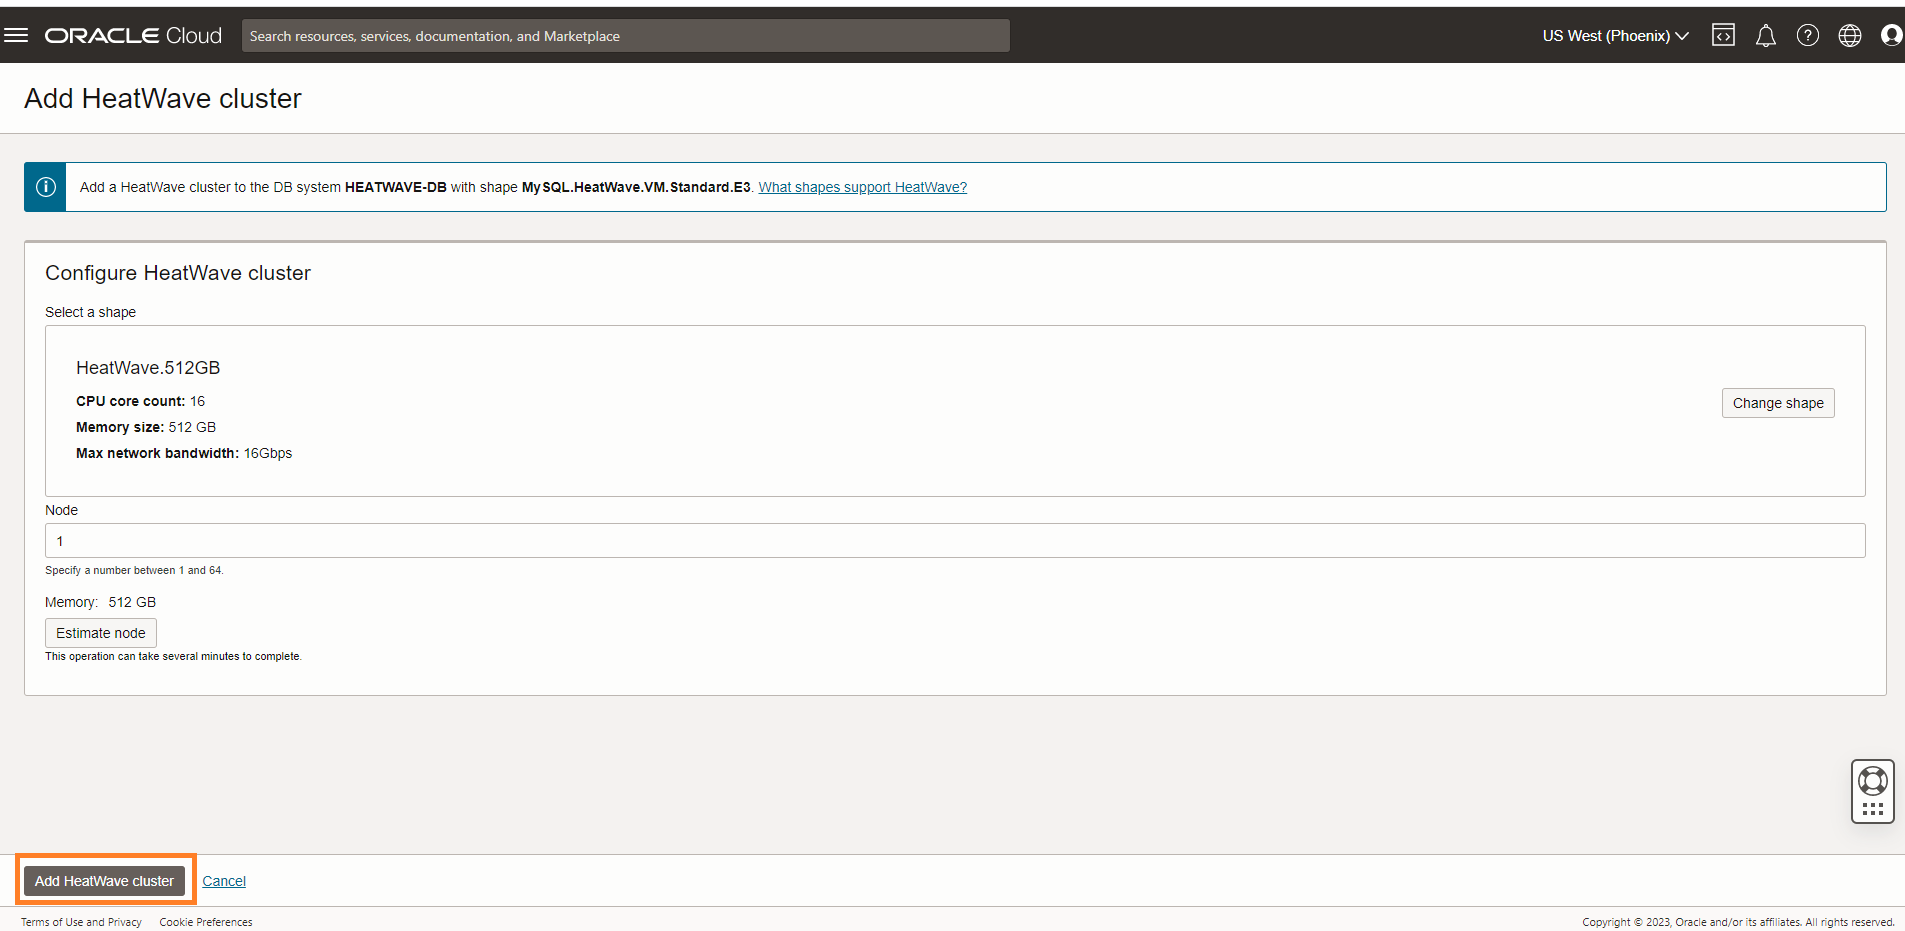 ORACLE Cloud
Search resources, services, documentation, and Marketplace
US West (Phoenix)
Add HeatWave cluster
Add a HeatWave cluster to the DB system HEATWAVE-DB with shape MySQL.HeatWave.VM.Standard.E3. What shapes support HeatWave?
Configure HeatWave cluster
Select a shape
HeatWave.512GB
CPU core count: 16
Memory size: 512 GB
Max network bandwidth: 16Gbps
Change shape
Node
1
Specify a number between 1 and 64.
Memory: 512 GB
Estimate node
This operation can take several minutes to complete.
Add HeatWave cluster
Cancel
Terms of Use and Privacy
Cookie Preferences
Copyright © 2023, Oracle and/or its affiliates. All rights reserved.